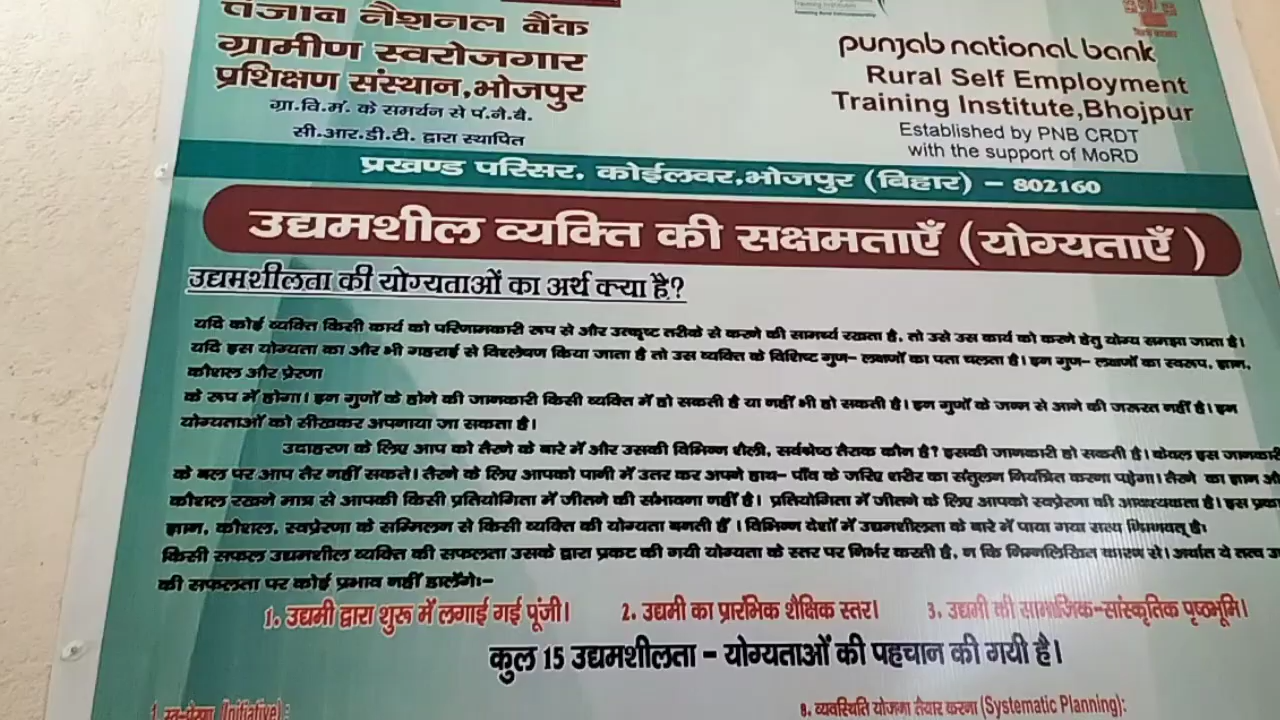 पंजाब नैशनल बैंक
ग्रामीण स्वरोजगार
प्रशिक्षण संस्थान,भोजपुर
ग्रा.वि.मं. के समर्थन से पं.नै.बै.
सी.आर.डी.टी. द्वारा स्थापित
punjab national bank
Rural Self Employment
Training Institute,Bhojpur
Established by PNB CRDT
with the support of MoRD
प्रखण्ड परिसर, कोईलवर,भोजपुर (बिहार) – 802160
उद्यमशील व्यक्ति की सक्षमताएँ (योग्यताएँ )
उद्यमशीलता की योग्यताओं का अर्थ क्या है?
यदि कोई व्यक्ति किसी कार्य को परिणामकारी रूप से और उत्कृष्ट तरीके से करने की सामर्थ्य रखता है, तो उसे उस कार्य को करने हेतु योग्य समझा जाता है।
यदि इस योग्यता का और भी गहराई से विश्लेषण किया जाता है तो उस व्यक्ति के विशिष्ट गुण– लक्षणों का पता चलता है। इन गुण– लक्षणों का स्वरूप, ज्ञान,
कौशल और प्रेरणा
के रूप में होगा। इन गुणों के होने की जानकारी किसी व्यक्ति में हो सकती है या नहीं भी हो सकती है। इन गुणों के जन्म से आने की जरूरत नहीं है। इन
योग्यताओं को सीखकर अपनाया जा सकता है।
उदाहरण के लिए आप को तैरने के बारे में और उसकी विभिन्न शैली, सर्वश्रेष्ठ तैराक कौन है? इसकी जानकारी हो सकती है। केवल इस जानकारी
के बल पर आप तैर नहीं सकते। तैरने के लिए आपको पानी में उतर कर अपने हाथ– पाँव के जरिए शरीर का संतुलन नियंत्रित करना पड़ेगा। तैरने का ज्ञान
कौशल रखने मात्र से आपकी किसी प्रतियोगिता में जीतने की संभावना नहीं है। प्रतियोगिता में जीतने के लिए आपको स्वप्रेरणा की आवश्यकता है। इस
ज्ञान, कौशल, स्वप्रेरणा के सम्मिलन से किसी व्यक्ति की योग्यता बनती हैं । विभिन्न देशों में उद्यमशीलता के बारे में पाया गया सत्य निम्नवत् है।
किसी सफल उद्यमशील व्यक्ति की सफलता उसके द्वारा प्रकट की गयी योग्यता के स्तर पर निर्भर करती है, न कि निम्नलिखित कारण से। अर्थात ये तत्व
की सफलता पर कोई प्रभाव नहीं डालेंगे।–
1. उद्यमी द्वारा शुरू में लगाई गई पूंजी। 2. उद्यमी का प्रारंभिक शैक्षिक स्तर। 3. उद्यमी की सामाजिक-सांस्कृतिक पृष्ठभूमि।
कुल 15 उद्यमशीलता – योग्यताओं की पहचान की गयी है।
1. स्व-प्रेरणा (Initiative) :
8. व्यवस्थिति योजना तैयार करना (Systematic Planning):